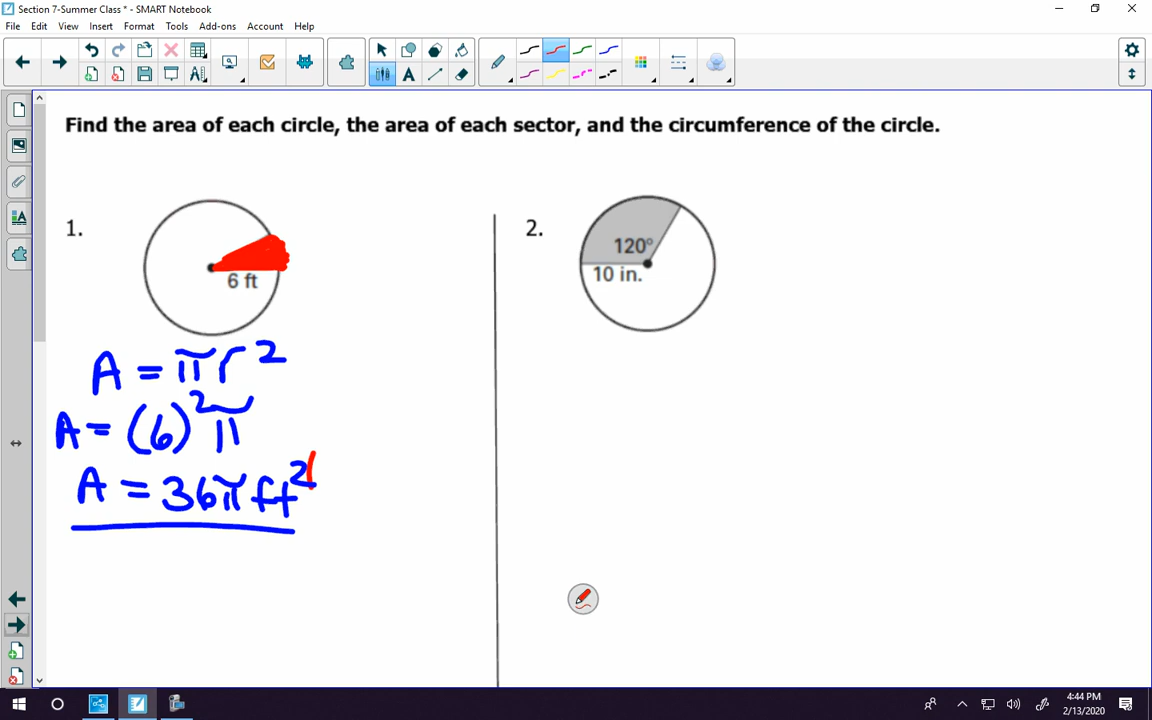 Section 7-Summer Class * - SMART Notebook
File Edit View Insert Format Tools Add-ons Account Help
Find the area of each circle, the area of each sector, and the circumference of the circle.
1.
6 ft
A = πr²
A = (6)²π
A = 36π ft²
2.
120°
10 in.
4:44 PM
2/13/2020